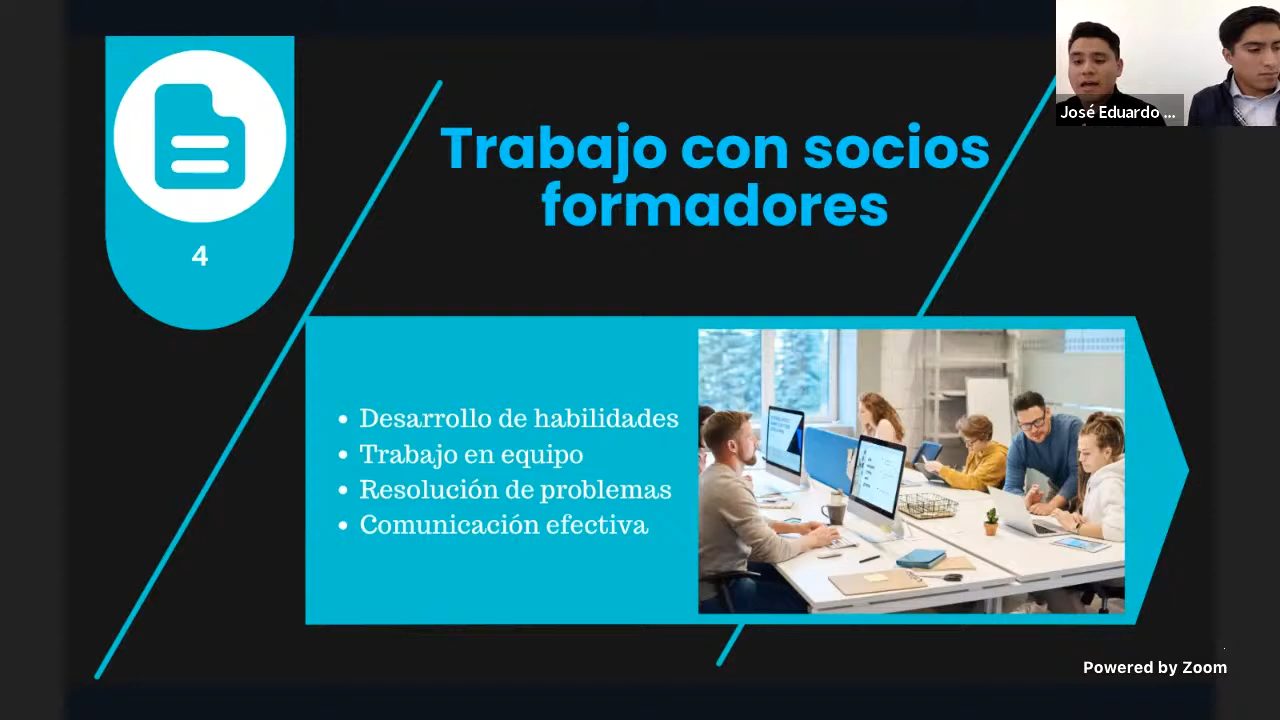 José Eduardo ...
4
Trabajo con socios
formadores
Desarrollo de habilidades
Trabajo en equipo
Resolución de problemas
Comunicación efectiva
Powered by Zoom